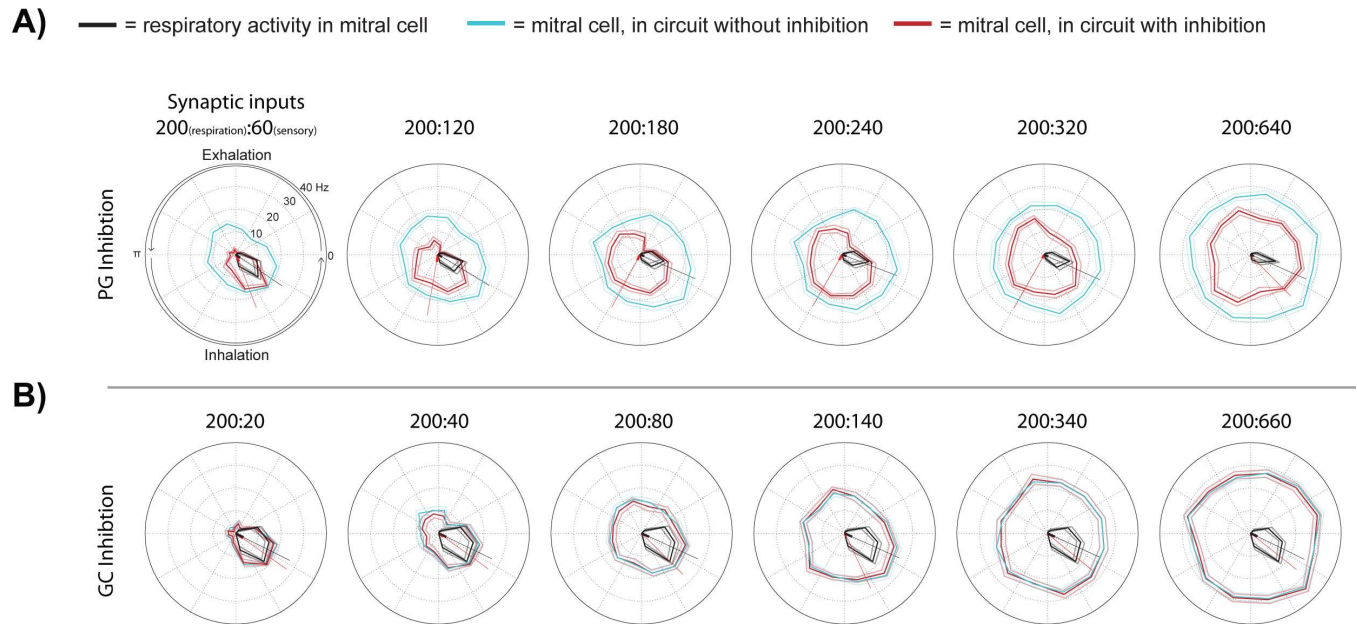 A) = respiratory activity in mitral cell = mitral cell, in circuit without inhibition = mitral cell, in circuit with inhibition
Synaptic inputs
200(respiration):60(sensory) 200:120 200:180 200:240 200:320 200:640
Exhalation
40 Hz
30
20
10
π 0
Inhalation
PG Inhibtion
B)
200:20 200:40 200:80 200:140 200:340 200:660
GC Inhibtion